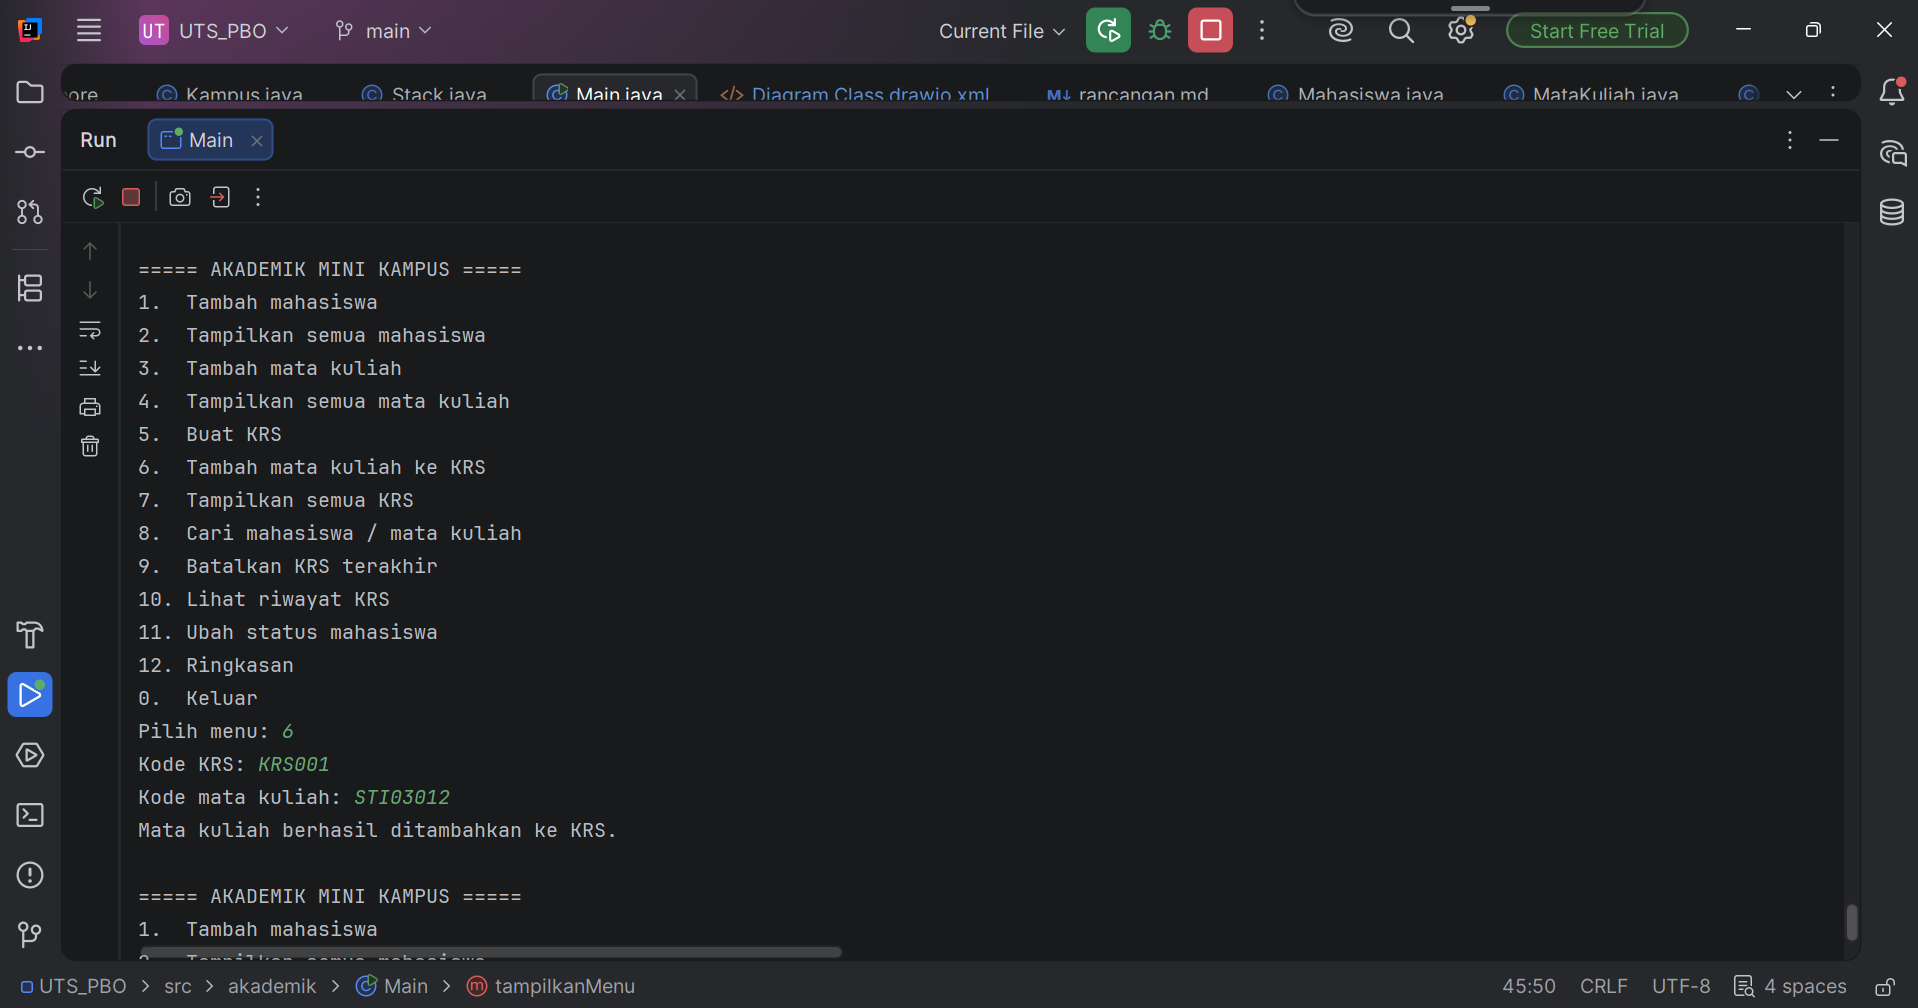 UT UTS_PBO main Current File Start Free Trial
ore Kampus.java Stack.java Main.java Diagram Class.drawio.xml rancangan.md Mahasiswa.java MataKuliah.java
Run Main
===== AKADEMIK MINI KAMPUS =====
1. Tambah mahasiswa
2. Tampilkan semua mahasiswa
3. Tambah mata kuliah
4. Tampilkan semua mata kuliah
5. Buat KRS
6. Tambah mata kuliah ke KRS
7. Tampilkan semua KRS
8. Cari mahasiswa / mata kuliah
9. Batalkan KRS terakhir
10. Lihat riwayat KRS
11. Ubah status mahasiswa
12. Ringkasan
0. Keluar
Pilih menu: 6
Kode KRS: KRS001
Kode mata kuliah: STI03012
Mata kuliah berhasil ditambahkan ke KRS.
===== AKADEMIK MINI KAMPUS =====
1. Tambah mahasiswa
2. Tampilkan semua mahasiswa
UTS_PBO > src > akademik > Main > tampilkanMenu 45:50 CRLF UTF-8 4 spaces